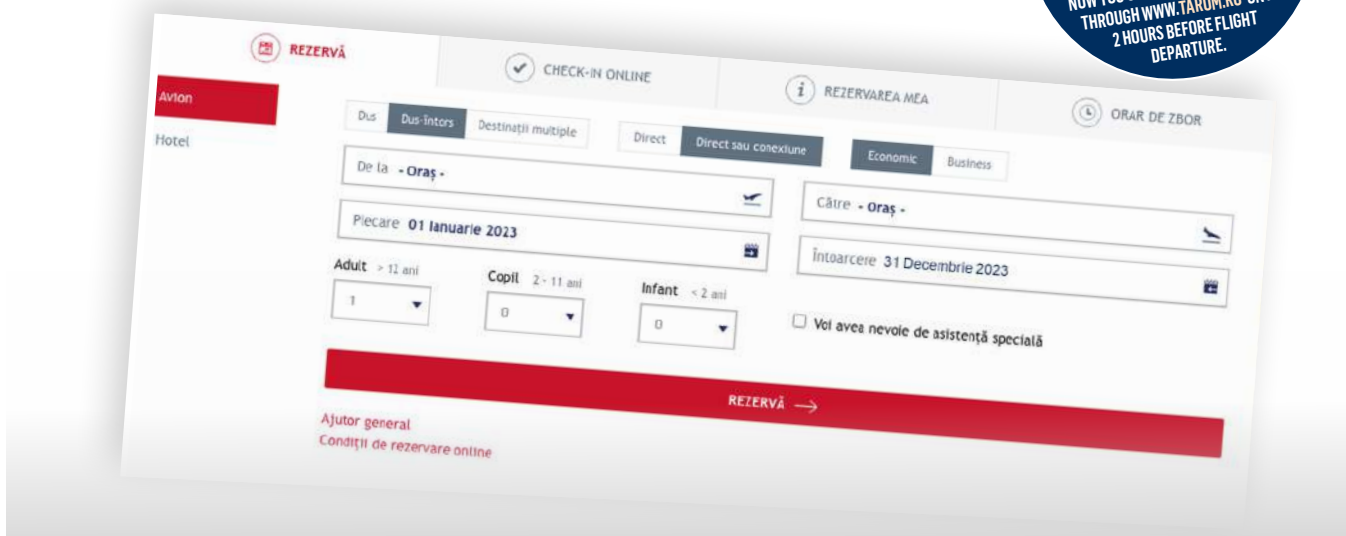 THROUGH WWW.TAROM.RO
2 HOURS BEFORE FLIGHT
DEPARTURE.
REZERVĂ
CHECK-IN ONLINE
REZERVAREA MEA
ORAR DE ZBOR
Avion
Hotel
Dus Dus-întors Destinații multiple Direct Direct sau conexiune Economic Business
De la - Oraș -
Către - Oraș -
Plecare 01 Ianuarie 2023
Întoarcere 31 Decembrie 2023
Adult > 12 ani Copil 2 - 11 ani Infant < 2 ani
1 0 0
Voi avea nevoie de asistență specială
REZERVĂ →
Ajutor general
Condiții de rezervare online